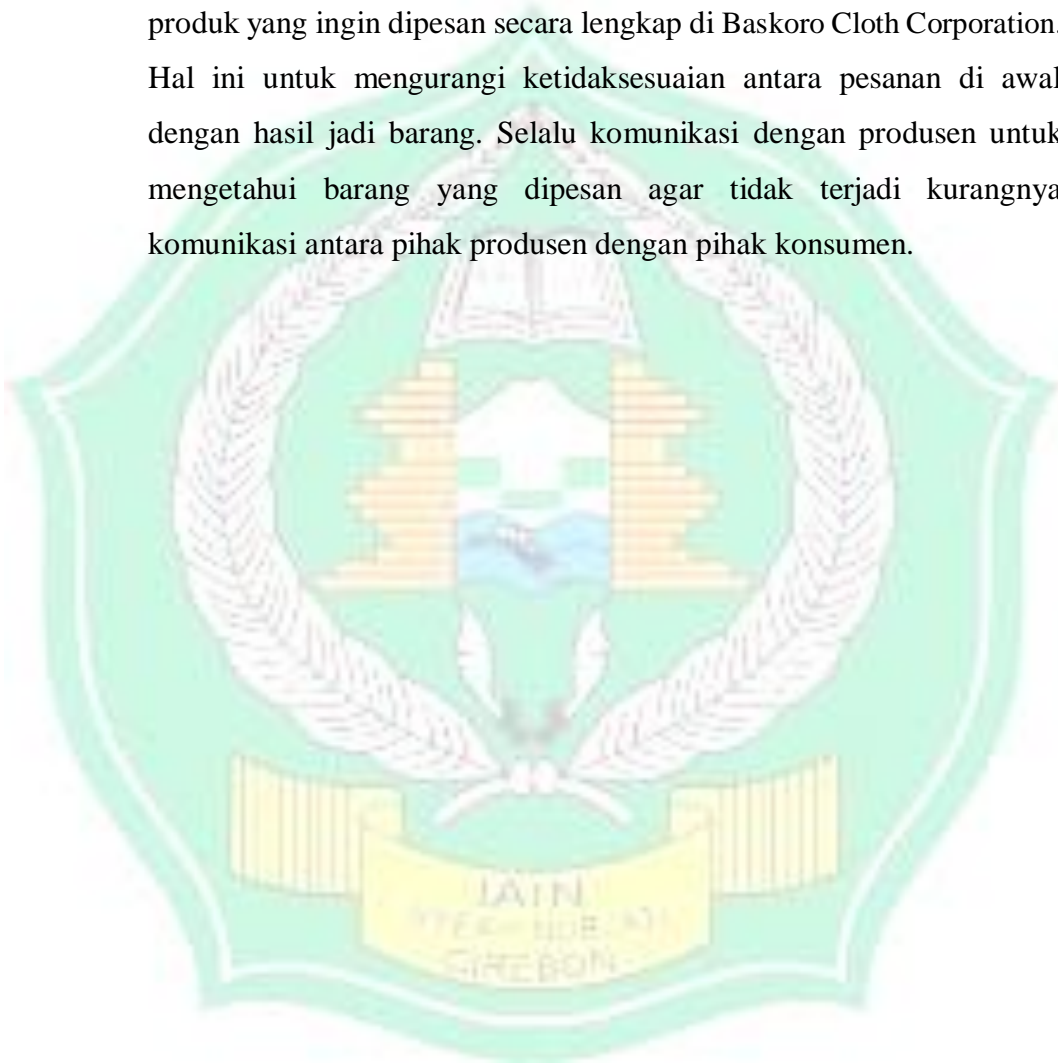 produk yang ingin dipesan secara lengkap di Baskoro Cloth Corporation.
Hal ini untuk mengurangi ketidaksesuaian antara pesanan di awal
dengan hasil jadi barang. Selalu komunikasi dengan produsen untuk
mengetahui barang yang dipesan agar tidak terjadi kurangnya
komunikasi antara pihak produsen dengan pihak konsumen.
IAIN
CIREBON